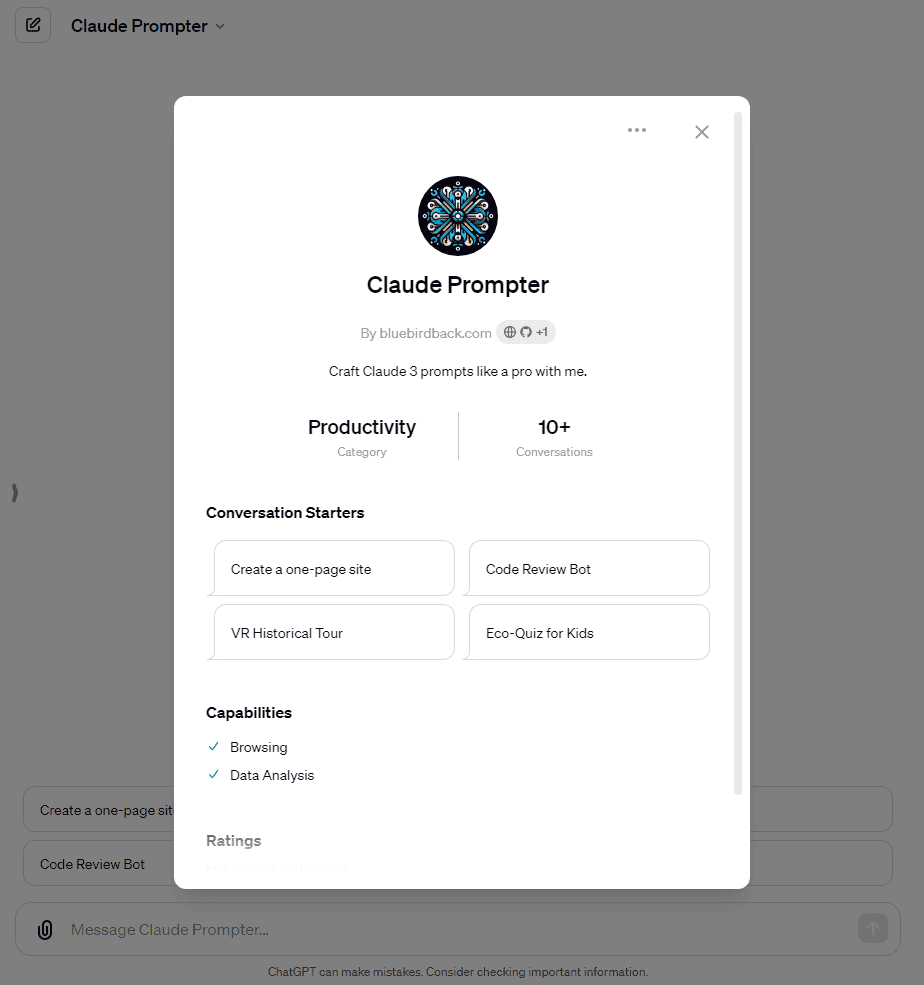 Claude Prompter
Claude Prompter
By bluebirdback.com +1
Craft Claude 3 prompts like a pro with me.
Productivity
Category
10+
Conversations
Conversation Starters
Create a one-page site
Code Review Bot
VR Historical Tour
Eco-Quiz for Kids
Capabilities
Browsing
Data Analysis
Ratings
Create a one-page sit
Code Review Bot
Message Claude Prompter...
ChatGPT can make mistakes. Consider checking important information.